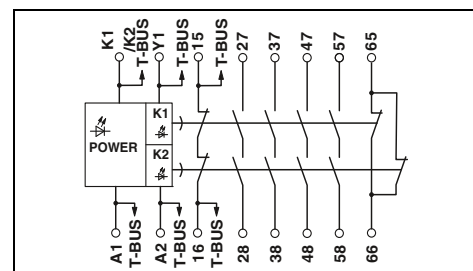 K1
/K2
T-BUS
Y1
T-BUS
15
T-BUS
27
37
47
57
65
K1
POWER
K2
A1
T-BUS
A2
T-BUS
16
T-BUS
28
38
48
58
66